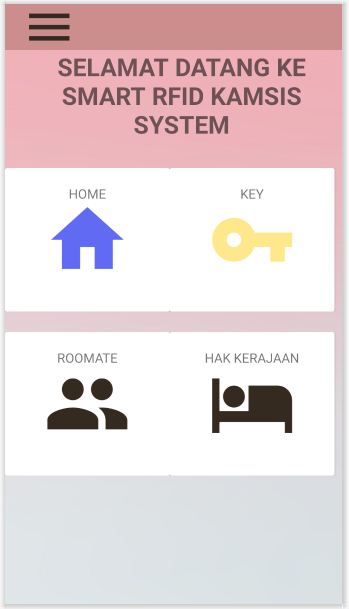 SELAMAT DATANG KE
SMART RFID KAMSIS
SYSTEM
HOME
KEY
ROOMATE
HAK KERAJAAN